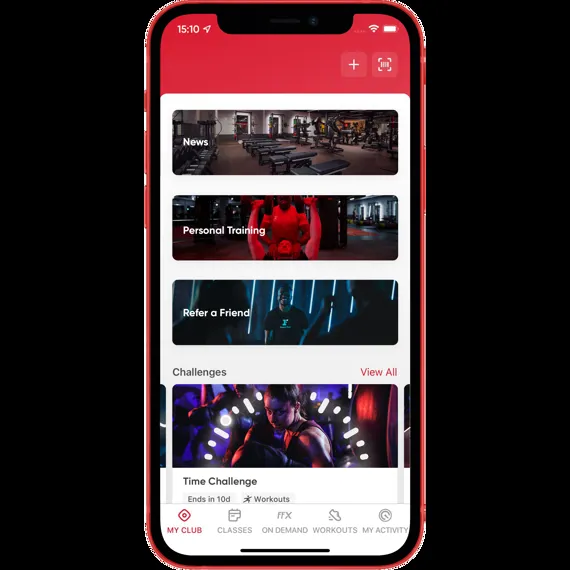 15:10
News
Personal Training
Refer a Friend
Challenges
View All
Time Challenge
Ends in 10d
Workouts
FFX
MY CLUB
CLASSES
ON DEMAND
WORKOUTS
MY ACTIVITY